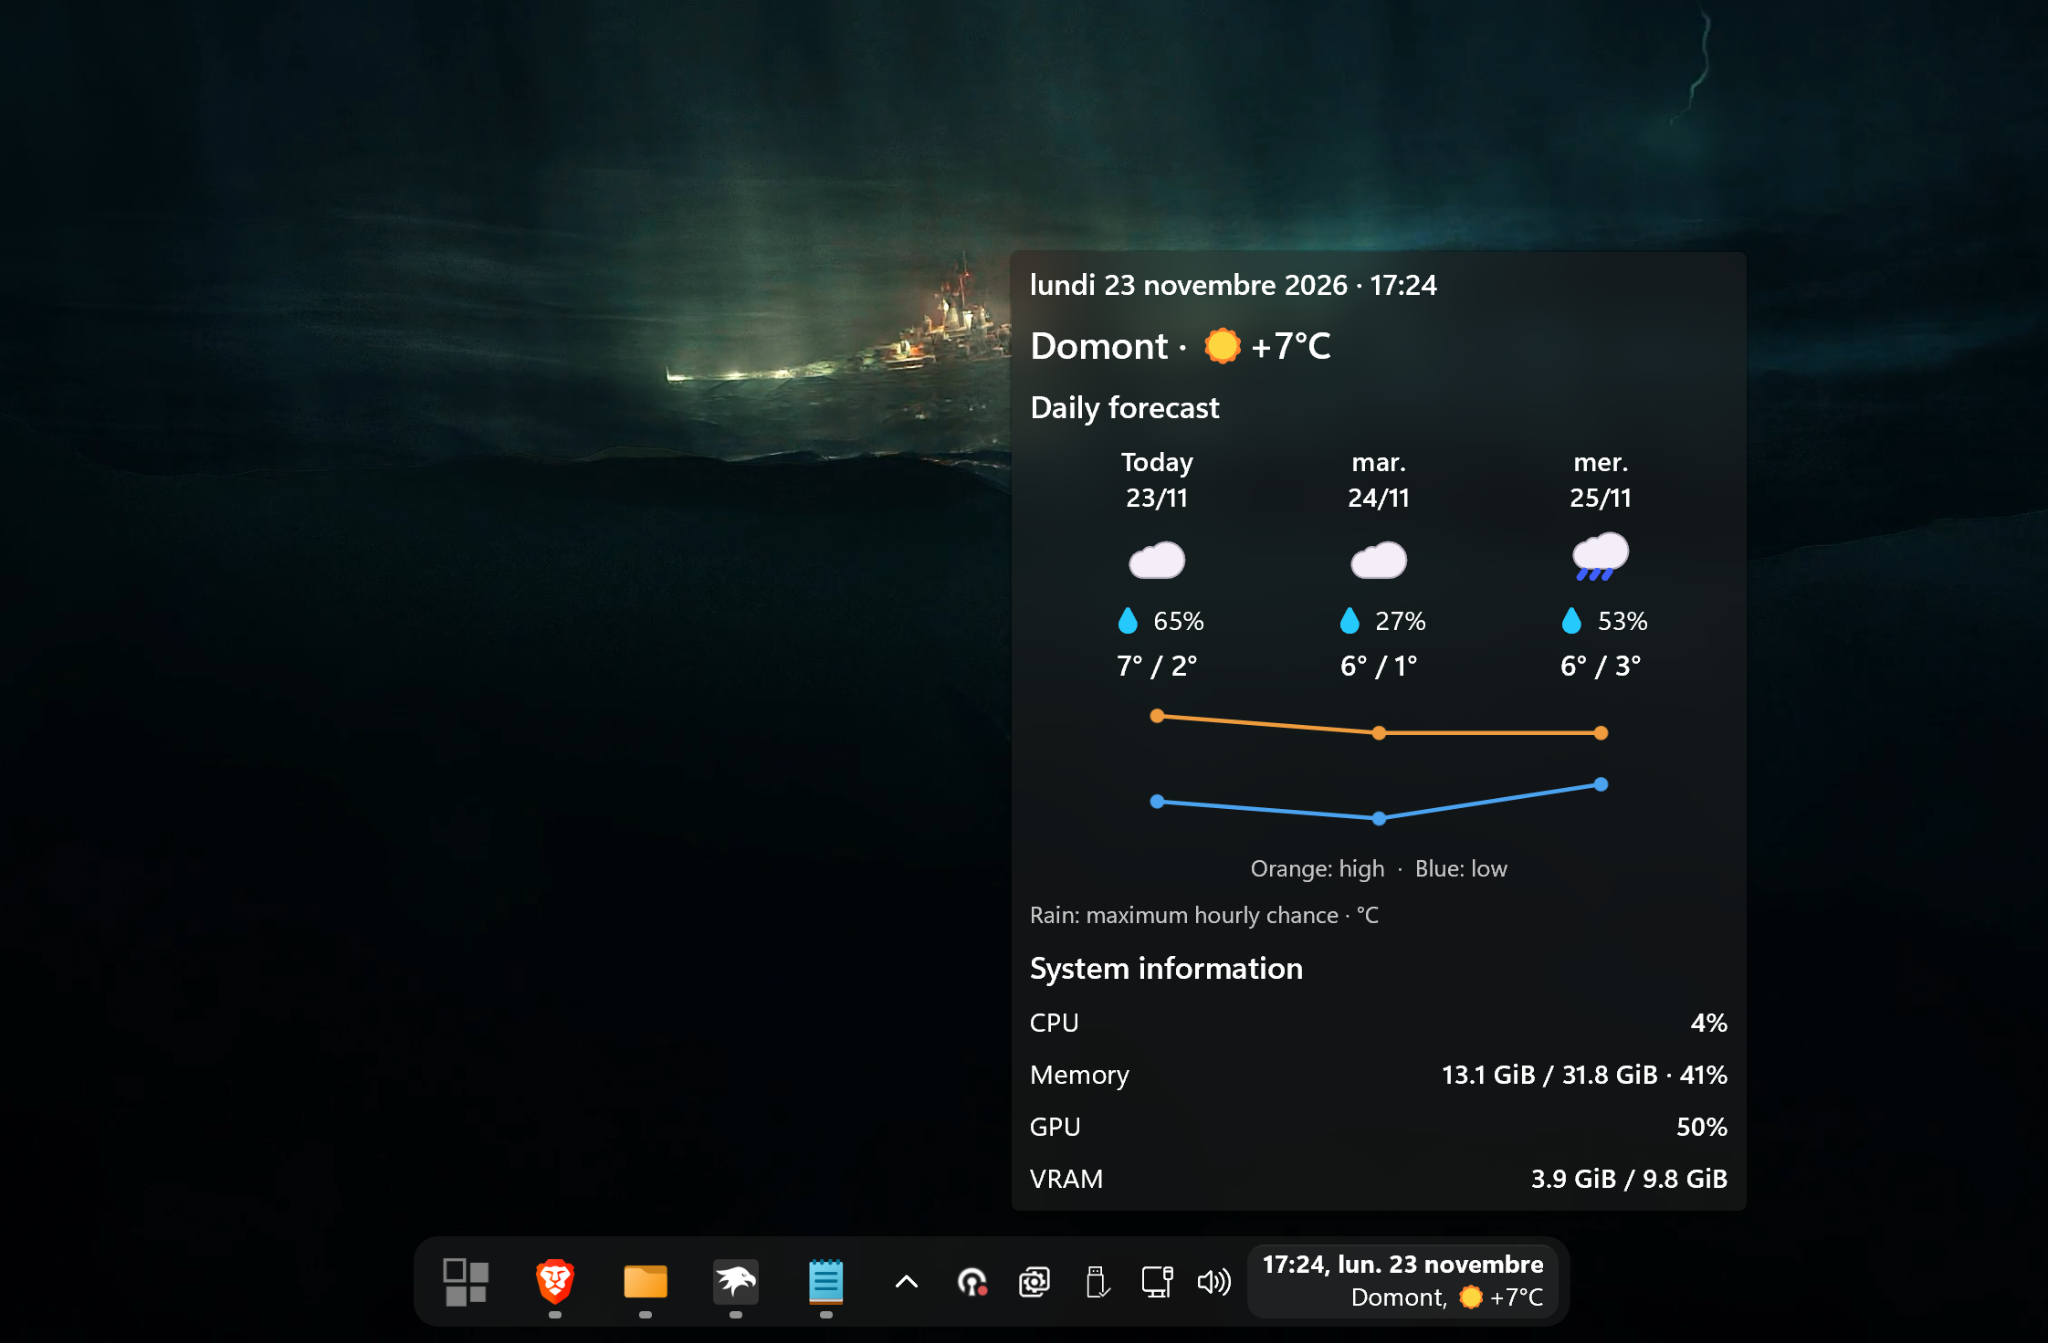 lundi 23 novembre 2026 · 17:24
Domont · +7°C
Daily forecast
Today mar. mer.
23/11 24/11 25/11
65% 27% 53%
7° / 2° 6° / 1° 6° / 3°
Orange: high · Blue: low
Rain: maximum hourly chance · °C
System information
CPU 4%
Memory 13.1 GiB / 31.8 GiB · 41%
GPU 50%
VRAM 3.9 GiB / 9.8 GiB
17:24, lun. 23 novembre
Domont, +7°C